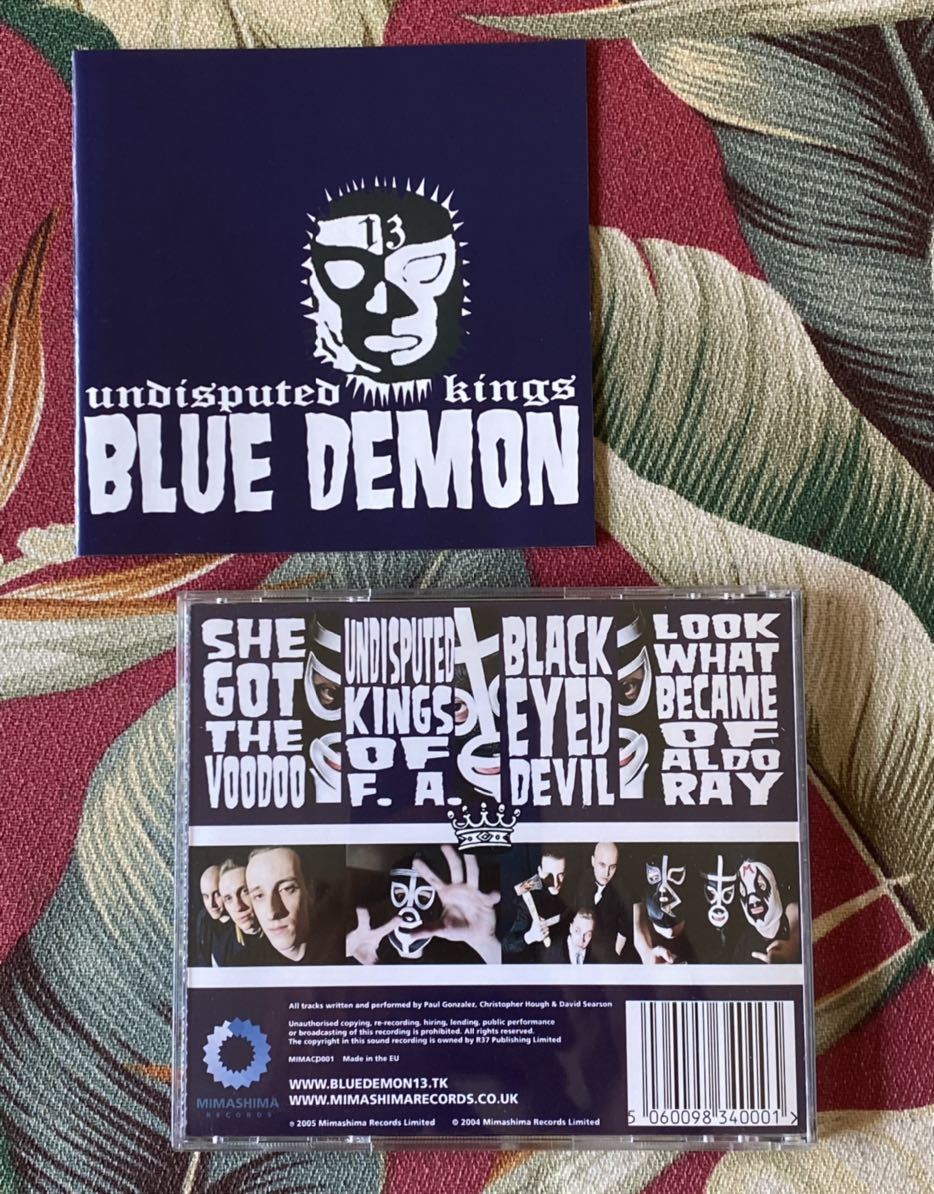 13
undisputed kings
BLUE DEMON
SHE
GOT
THE
VOODOO
UNDISPUTED
KINGS
OF
F. A.
BLACK
EYED
DEVIL
LOOK
WHAT
BECAME
OF
ALDO
RAY
All tracks written and performed by Paul Gonzalez, Christopher Hough & David Searson
Unauthorised copying, re-recording, hiring, lending, public performance
or broadcasting of this recording is prohibited. All rights reserved.
The copyright in this sound recording is owned by R37 Publishing Limited
MIMACD001 Made in the EU
WWW.BLUEDEMON13.TK
WWW.MIMASHIMARECORDS.CO.UK
MIMASHIMA
RECORDS
℗ 2005 Mimashima Records Limited © 2004 Mimashima Records Limited
5 060098 340001 >